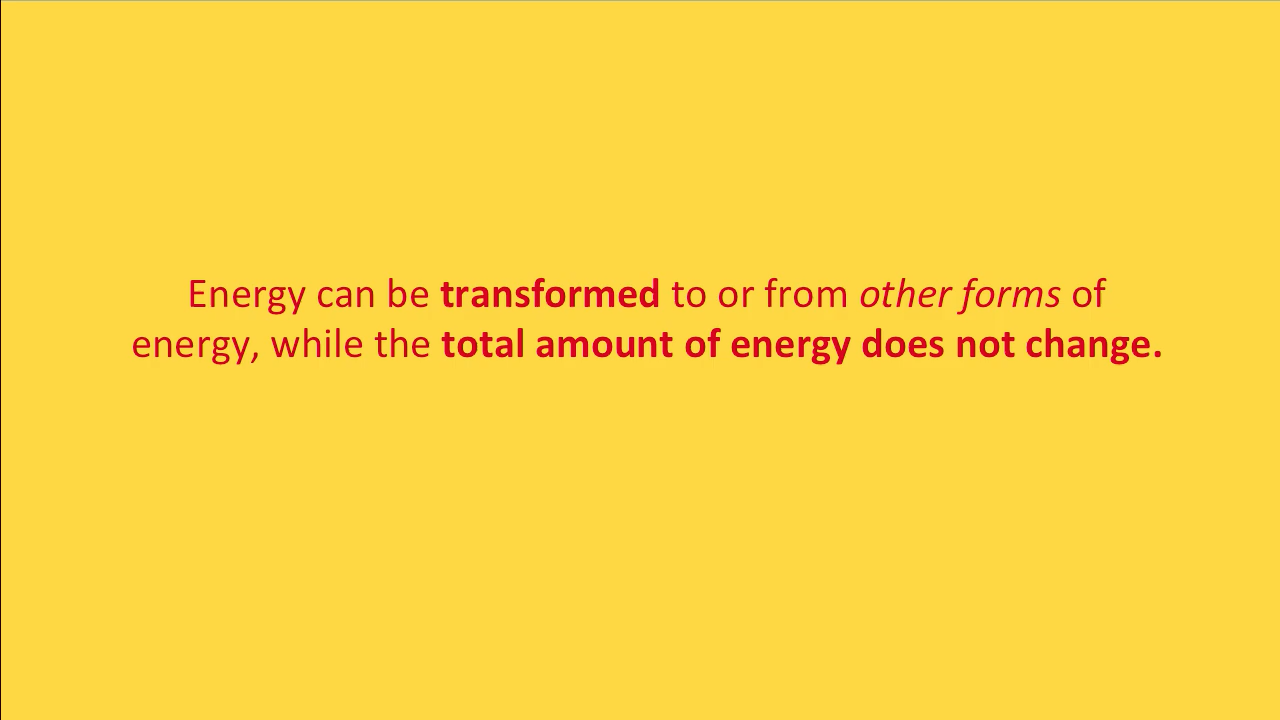 Energy can be transformed to or from other forms of
energy, while the total amount of energy does not change.